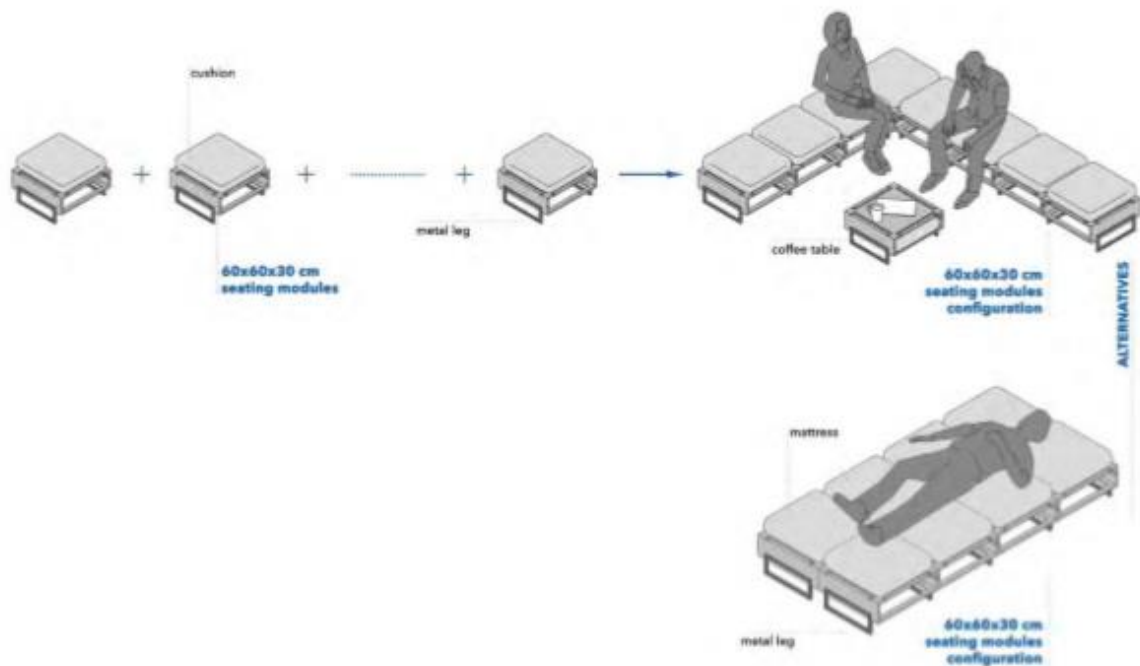 cushion
metal leg
60x60x30 cm
seating modules
coffee table
60x60x30 cm
seating modules
configuration
ALTERNATIVES
mattress
metal leg
60x60x30 cm
seating modules
configuration